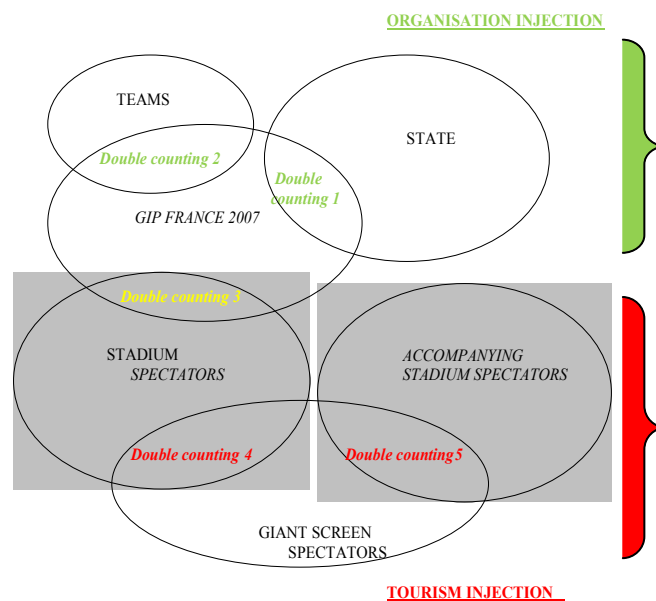 ORGANISATION INJECTION
TEAMS
STATE
Double counting 2
Double
counting 1
GIP FRANCE 2007
Double counting 3
STADIUM
SPECTATORS
ACCOMPANYING
STADIUM SPECTATORS
Double counting 4
Double counting 5
GIANT SCREEN
SPECTATORS
TOURISM INJECTION